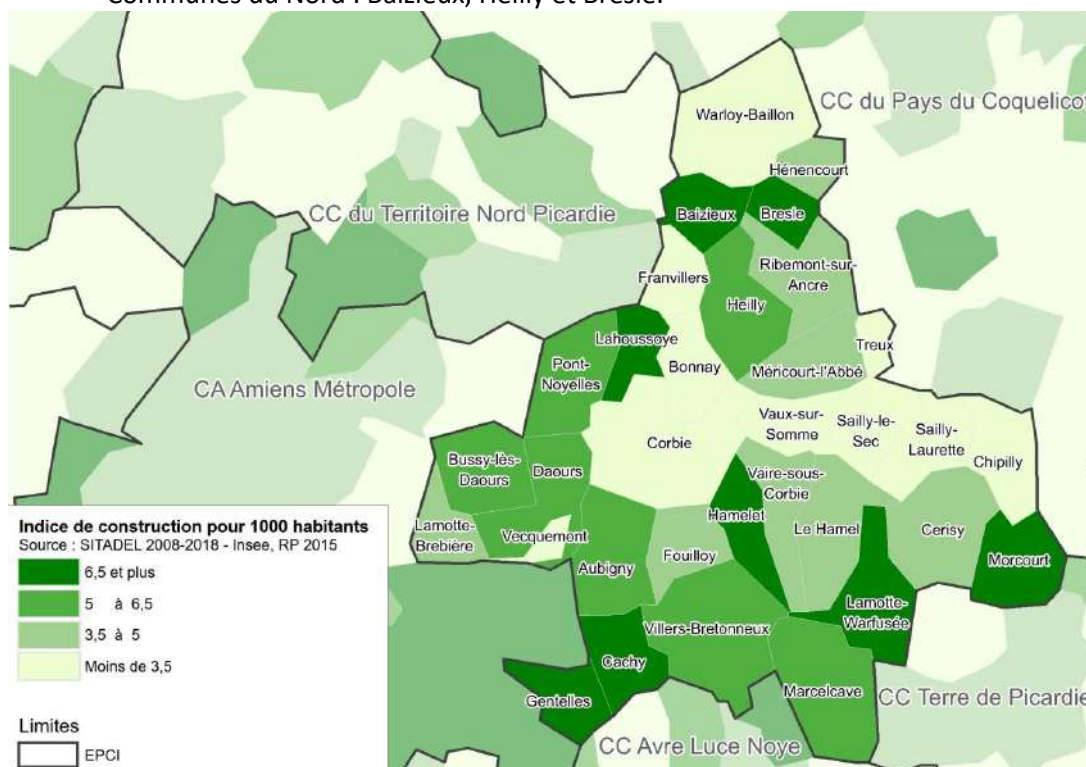 Communes du Nord : Baizieux, Heilly et Bresle.
CC du Pays du Coquelicot
Warloy-Baillon
Hénencourt
CC du Territoire Nord Picardie
Baizieux
Bresle
Franvillers
Ribemont-sur-
Ancre
Heilly
Lahoussoye
Treux
Pont-
Noyelles
Bonnay
Méricourt-l'Abbé
CA Amiens Métropole
Corbie
Vaux-sur-
Somme
Sailly-le-
Sec
Sailly-
Laurette
Chipilly
Bussy-lès-
Daours
Daours
Vaire-sous-
Corbie
Hamelet
Le Hamel
Cerisy
Lamotte-
Brebière
Vecquemont
Fouilloy
Aubigny
Morcourt
Lamotte-
Warfusée
Villers-Bretonneux
Cachy
Gentelles
Marcelcave
CC Terre de Picardie
CC Avre Luce Noye
Indice de construction pour 1000 habitants
Source : SITADEL 2008-2018 - Insee, RP 2015
6,5 et plus
5 à 6,5
3,5 à 5
Moins de 3,5
Limites
EPCI